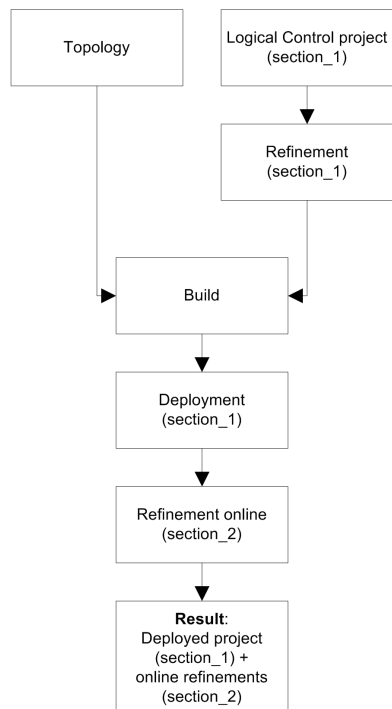 Topology
Logical Control project
(section_1)
Refinement
(section_1)
Build
Deployment
(section_1)
Refinement online
(section_2)
Result:
Deployed project
(section_1) +
online refinements
(section_2)